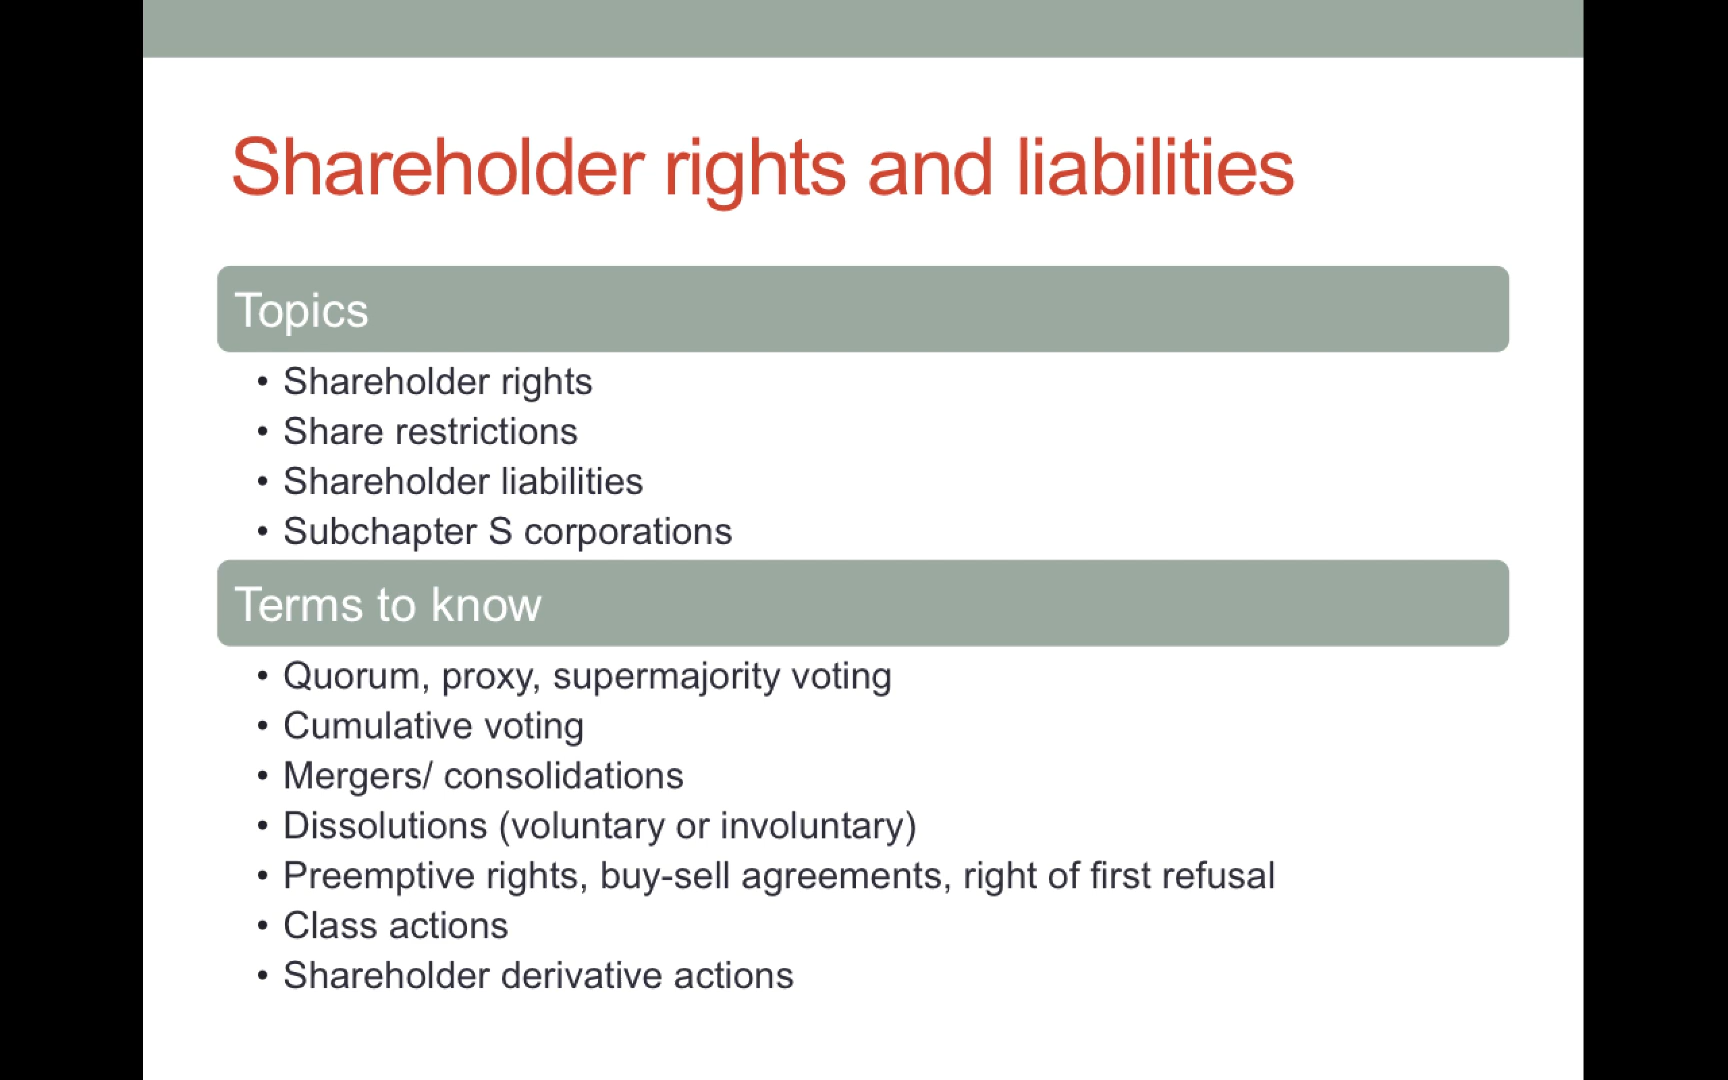 Shareholder rights and liabilities
Topics
• Shareholder rights
• Share restrictions
• Shareholder liabilities
• Subchapter S corporations
Terms to know
• Quorum, proxy, supermajority voting
• Cumulative voting
• Mergers/ consolidations
• Dissolutions (voluntary or involuntary)
• Preemptive rights, buy-sell agreements, right of first refusal
• Class actions
• Shareholder derivative actions